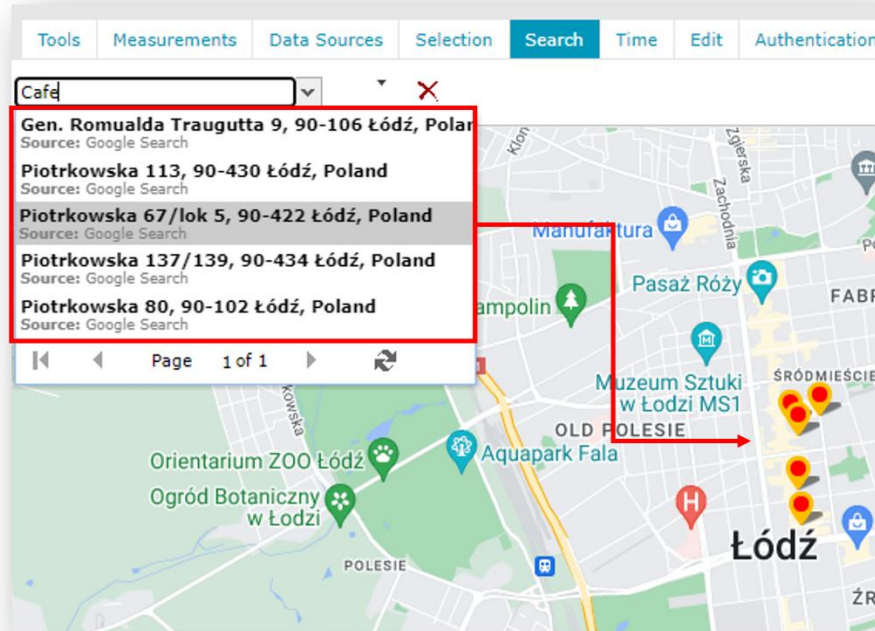 Tools Measurements Data Sources Selection Search Time Edit Authentication
Cafe
Gen. Romualda Traugutta 9, 90-106 Łódź, Polar
Source: Google Search
Piotrkowska 113, 90-430 Łódź, Poland
Source: Google Search
Piotrkowska 67/lok 5, 90-422 Łódź, Poland
Source: Google Search
Piotrkowska 137/139, 90-434 Łódź, Poland
Source: Google Search
Piotrkowska 80, 90-102 Łódź, Poland
Source: Google Search
Page 1 of 1
Klon
Zgierska
Zachodnia
Manufaktura
Pasaż Róży
FABR
ampolin
Muzeum Sztuki
w Łodzi MS1
ŚRÓDMIEŚCIE
OLD POLESIE
kowska
Aquapark Fala
Orientarium ZOO Łódź
Ogród Botaniczny
w Łodzi
H
Łódź
POLESIE
ŹR